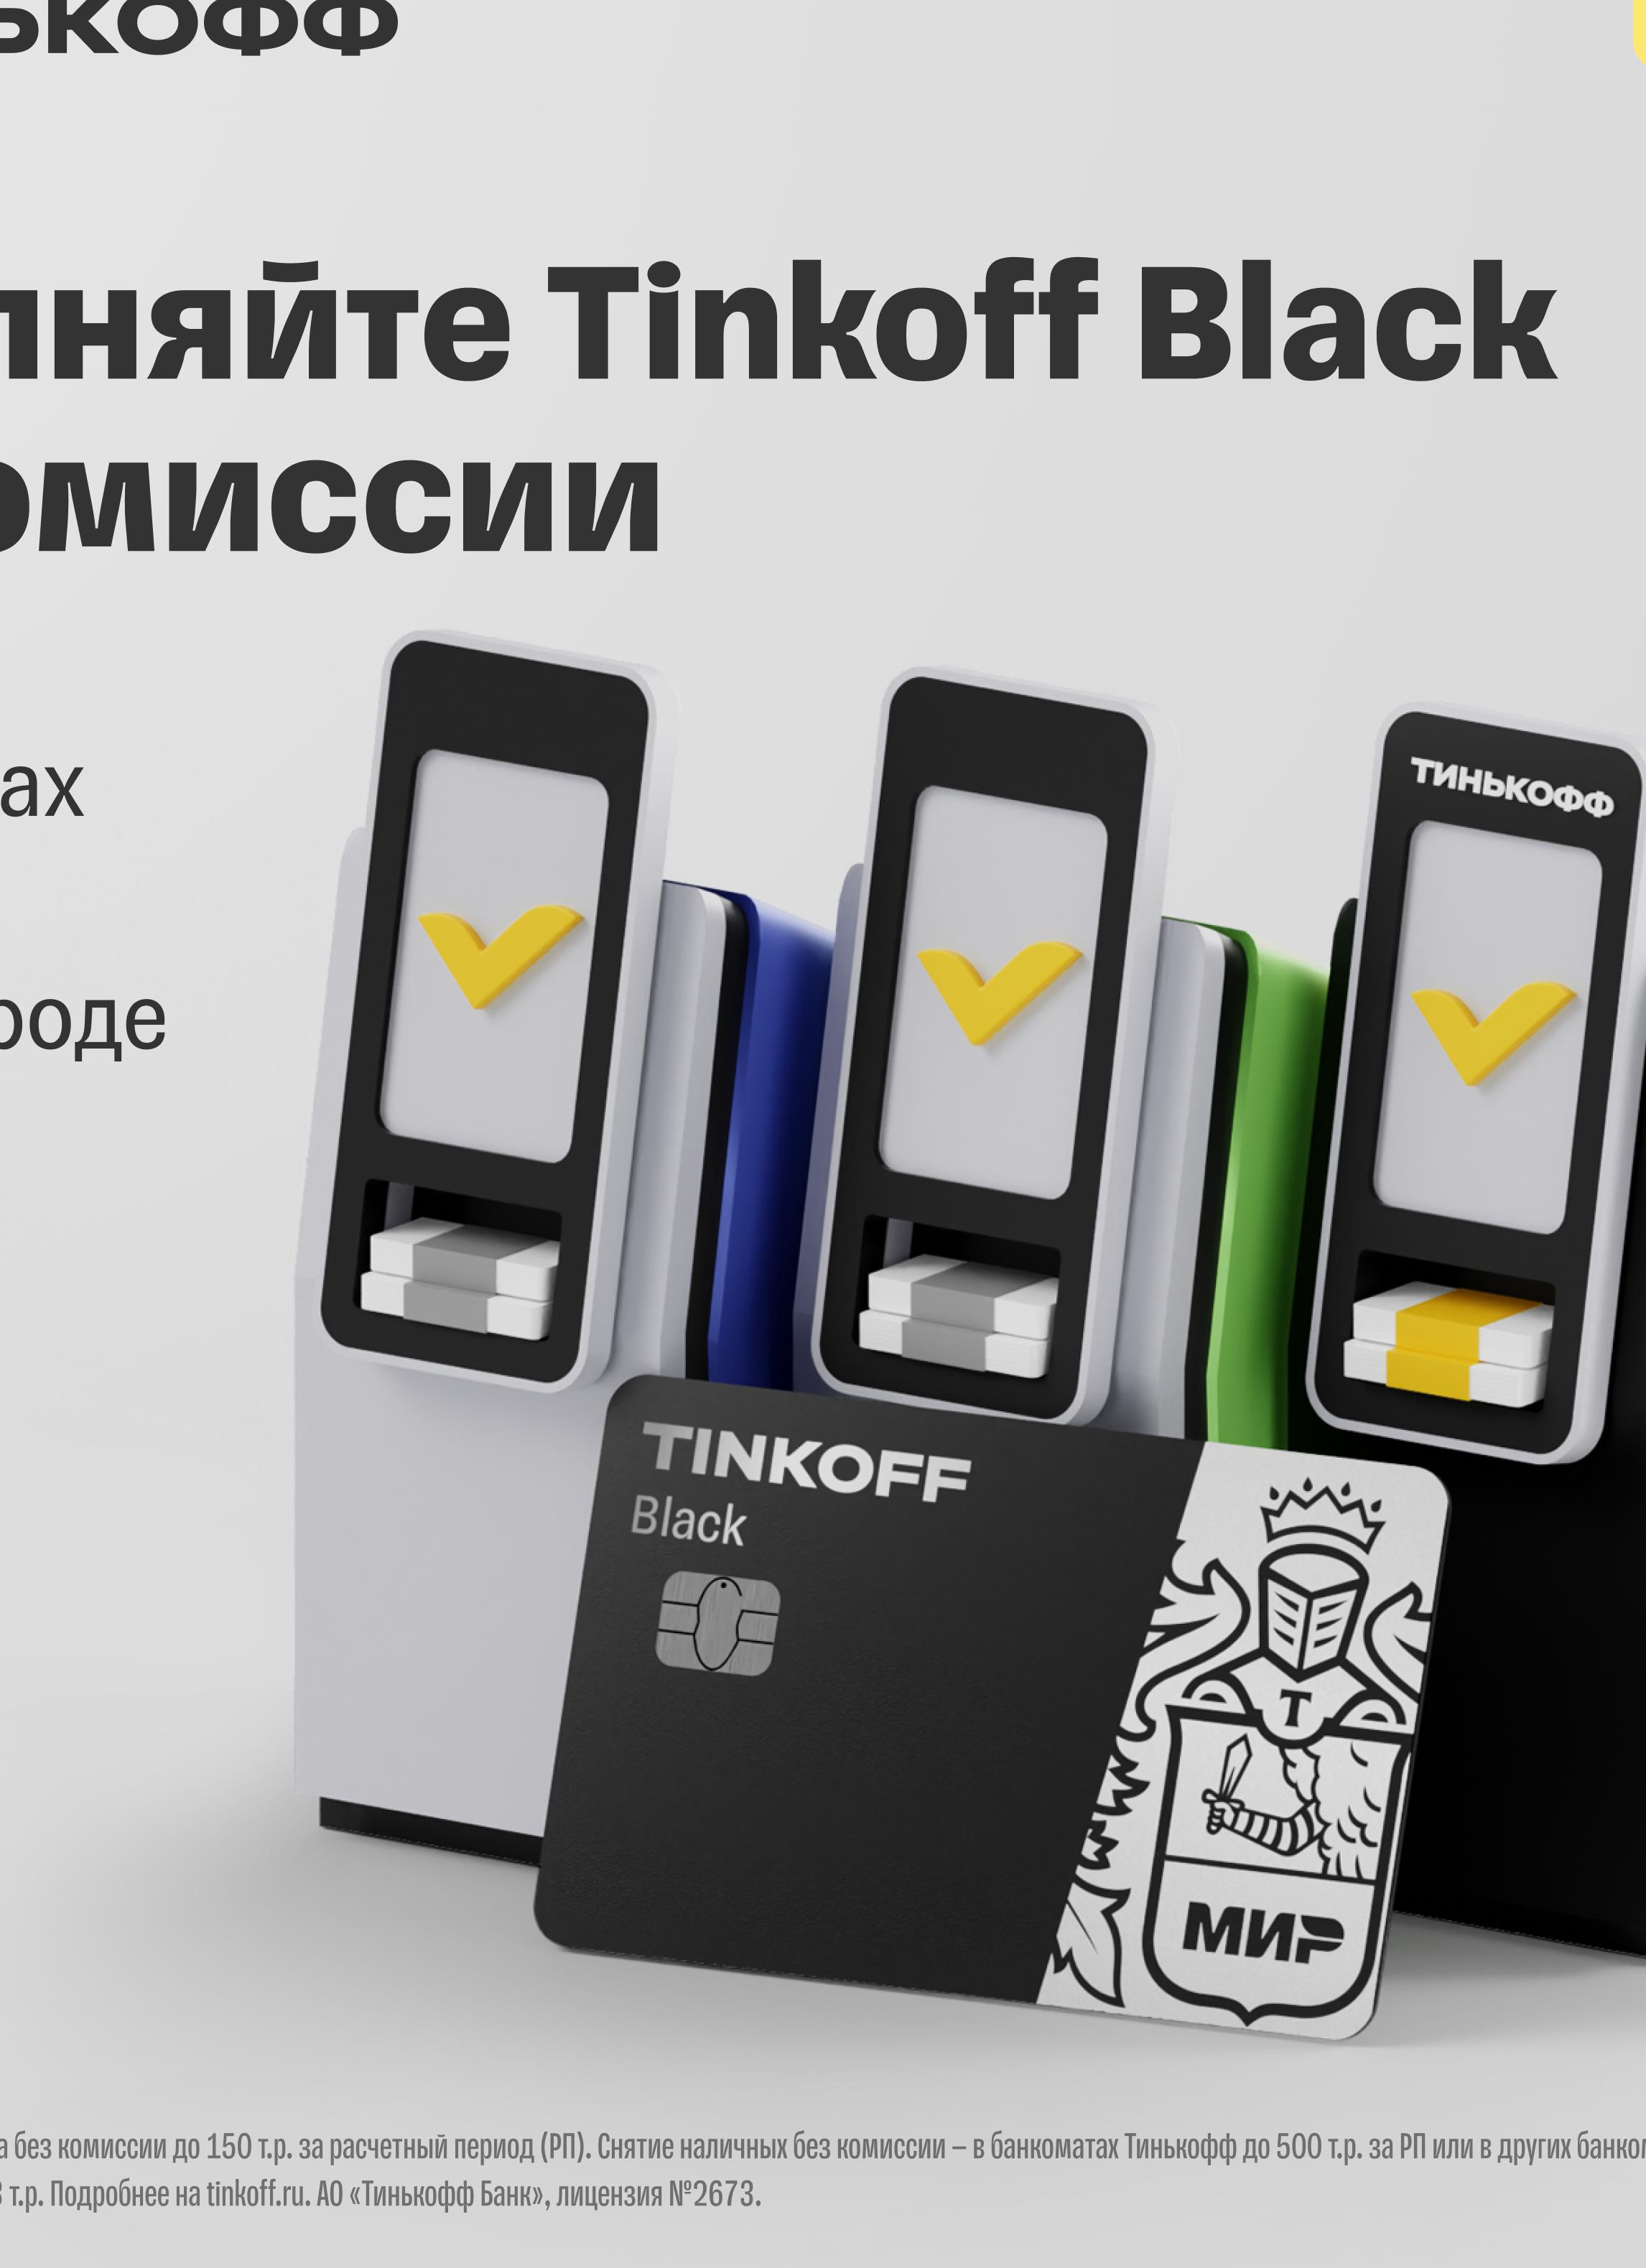 ЬКОФФ
лняйте Tinkoff Black
омиссии
ах
роде
ТИНЬКОФФ
TINKOFF
Black
Т
МИР
а без комиссии до 150 т.р. за расчетный период (РП). Снятие наличных без комиссии – в банкоматах Тинькофф до 500 т.р. за РП или в других банком
3 т.р. Подробнее на tinkoff.ru. АО «Тинькофф Банк», лицензия №2673.